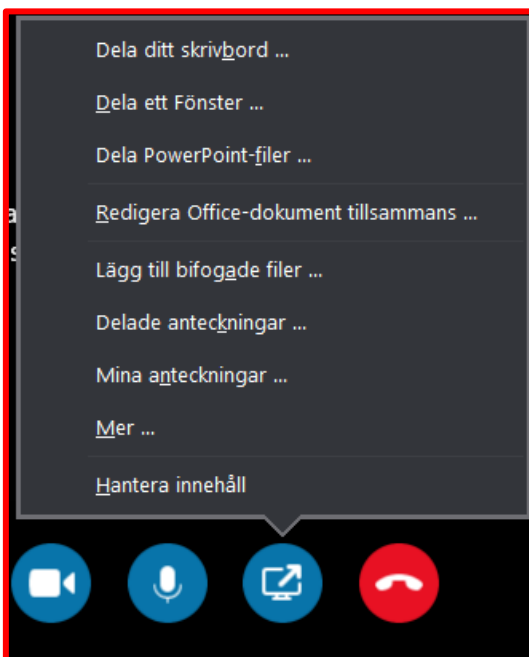 Dela ditt skrivbord ...
Dela ett Fönster ...
Dela PowerPoint-filer ...
Redigera Office-dokument tillsammans ...
Lägg till bifogade filer ...
Delade anteckningar ...
Mina anteckningar ...
Mer ...
Hantera innehåll